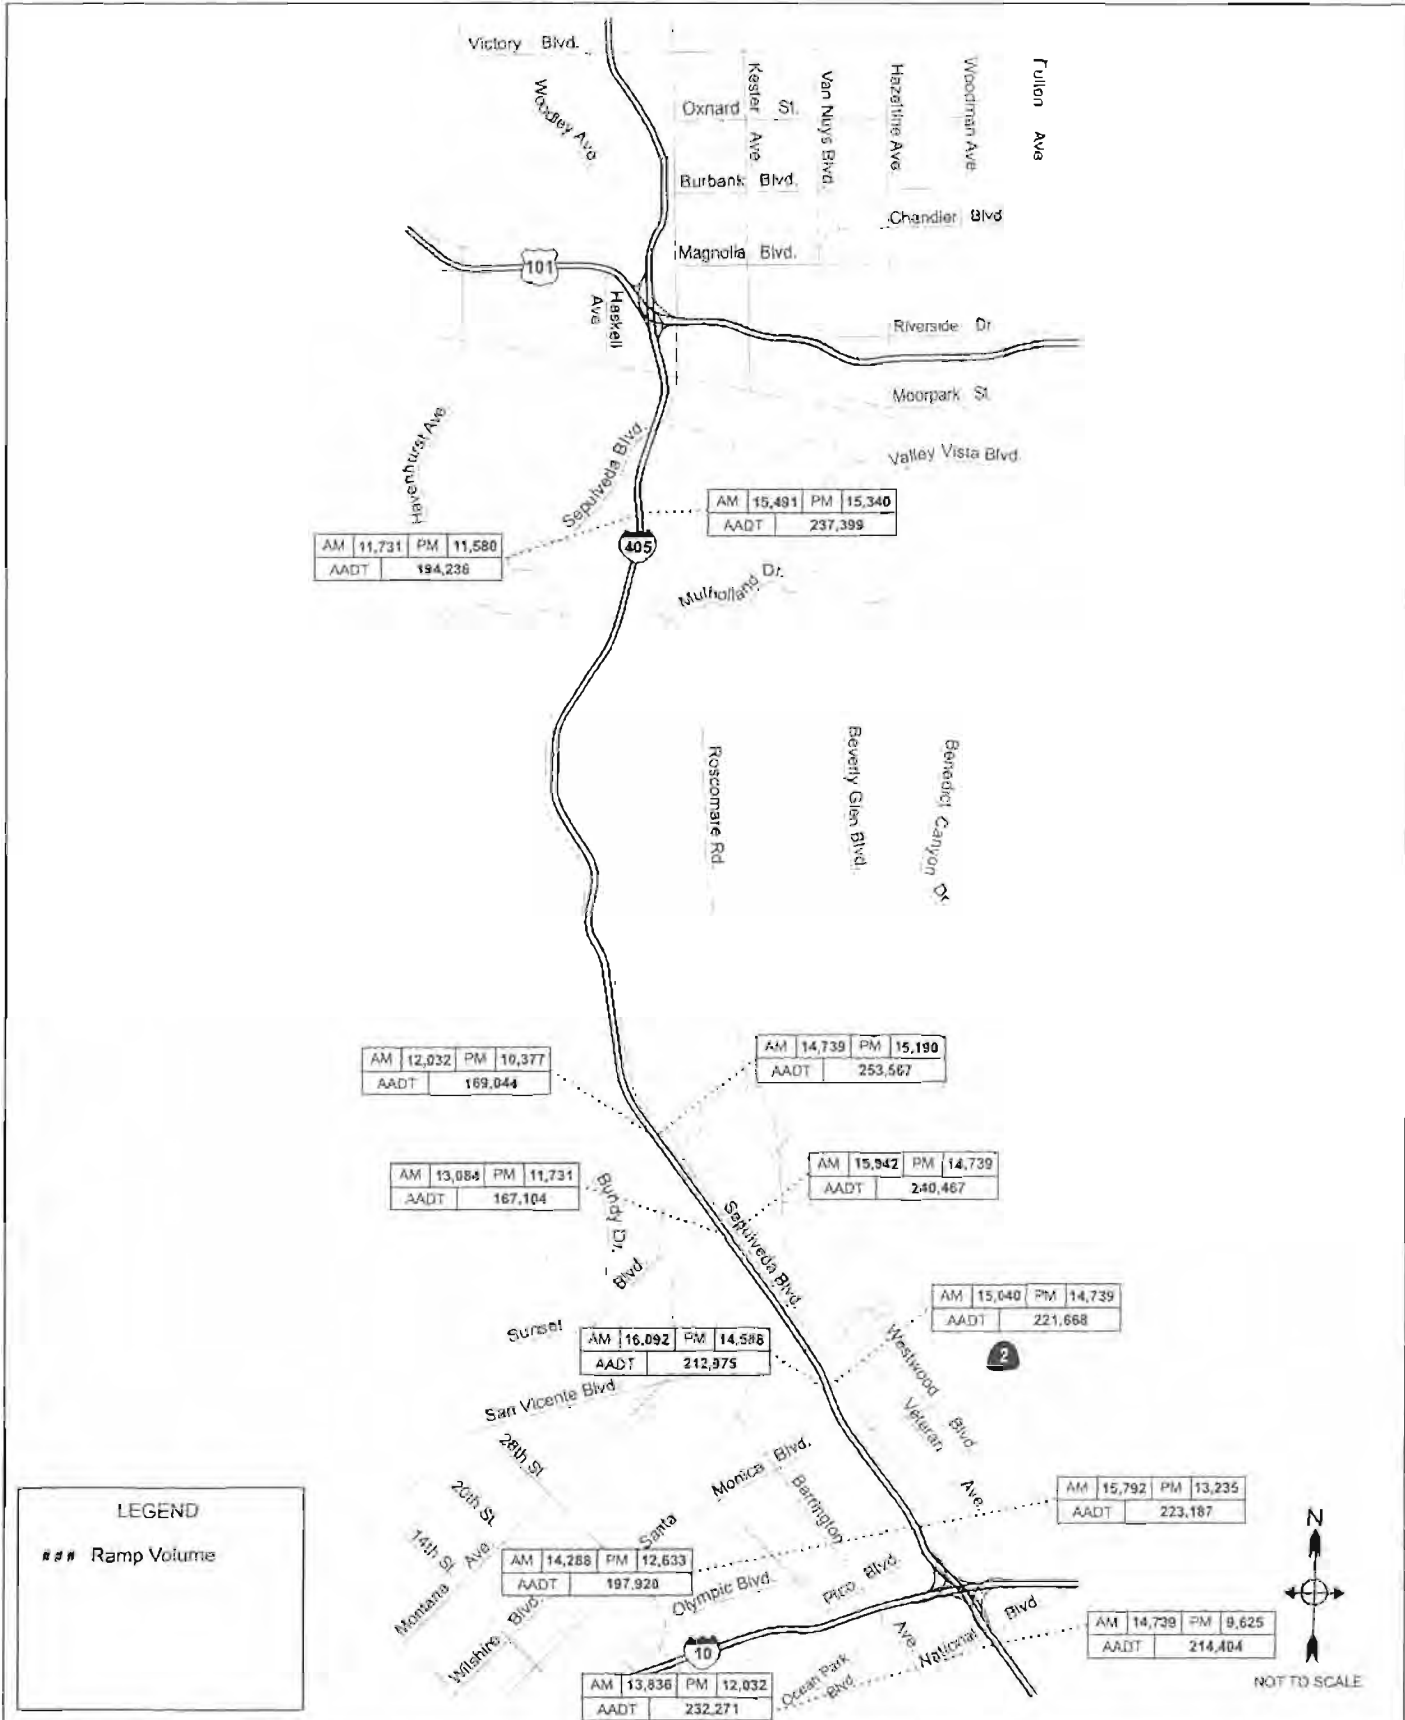 Victory Blvd.
Woodley Ave
Oxnard St.
Kester Ave
Van Nuys Blvd.
Hazeltine Ave
Woodman Ave
Fulton Ave
Burbank Blvd.
Chandler Blvd
Magnolia Blvd.
101
Haskell Ave
Riverside Dr
Moorpark St.
Valley Vista Blvd.
Havenhurst Ave
Sepulveda Blvd.
AM 15,491 PM 15,340
AADT 237,399
AM 11,731 PM 11,580
AADT 194,236
405
Mulholland Dr.
Roscomare Rd.
Beverly Glen Blvd.
Benedict Canyon Dr.
AM 12,032 PM 10,377
AADT 169,044
AM 14,739 PM 15,190
AADT 253,567
AM 13,084 PM 11,731
AADT 167,104
AM 15,942 PM 14,739
AADT 240,467
Bundy Dr.
Sepulveda Blvd.
Sunset Blvd.
AM 15,040 PM 14,739
AADT 221,668
2
AM 16,092 PM 14,588
AADT 212,975
Westwood Blvd
Veteran Ave.
San Vicente Blvd
28th St
20th St.
14th St
Montana Ave.
Wilshire Blvd.
Santa Monica Blvd.
Barrington Ave.
AM 15,792 PM 13,235
AADT 223,187
AM 14,288 PM 12,633
AADT 197,920
Olympic Blvd.
Pico Blvd.
National Blvd
10
Ocean Park Blvd
AM 14,739 PM 9,625
AADT 214,404
AM 13,836 PM 12,032
AADT 232,271
LEGEND
### Ramp Volume
N
NOT TO SCALE